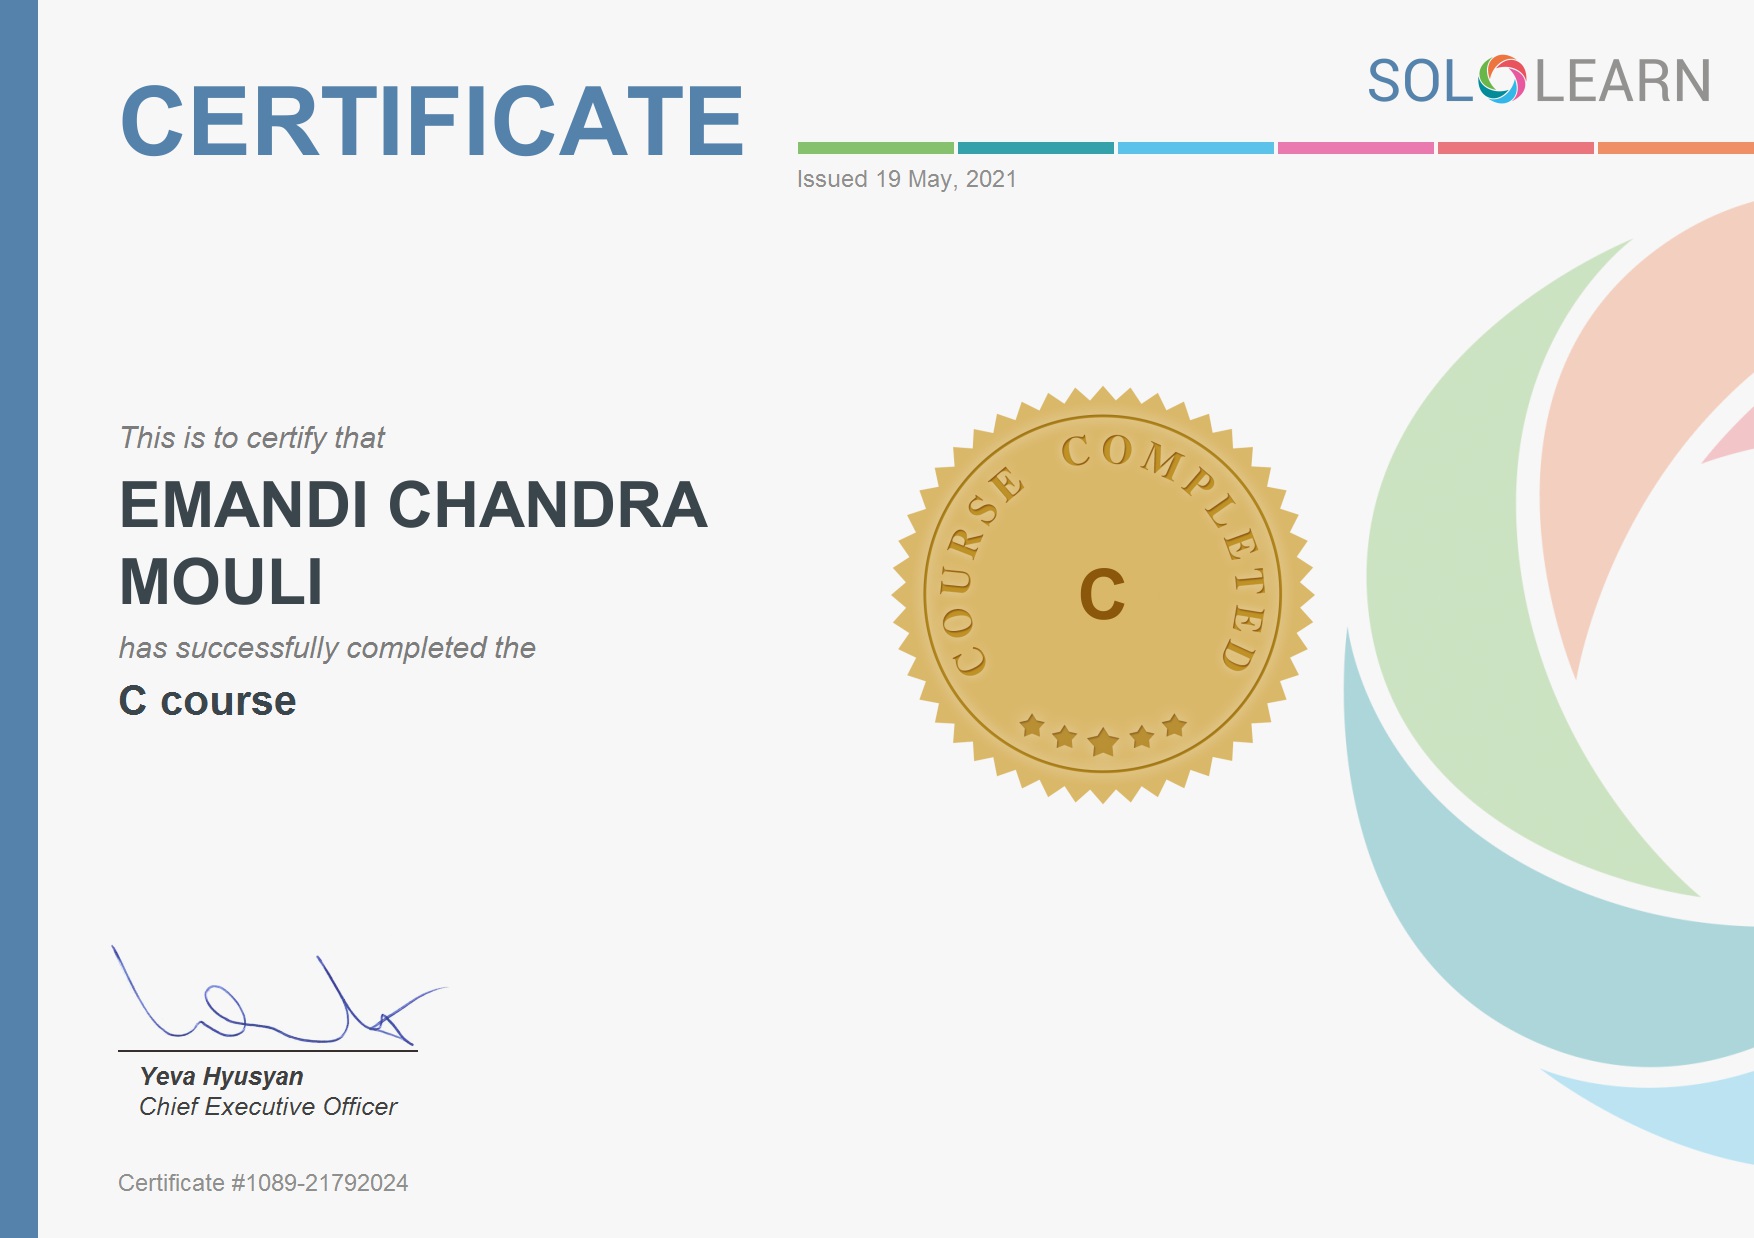 CERTIFICATE
SOLOLEARN
Issued 19 May, 2021
This is to certify that
EMANDI CHANDRA
MOULI
has successfully completed the
C course
COURSE COMPLETED
C
Yeva Hyusyan
Chief Executive Officer
Certificate #1089-21792024